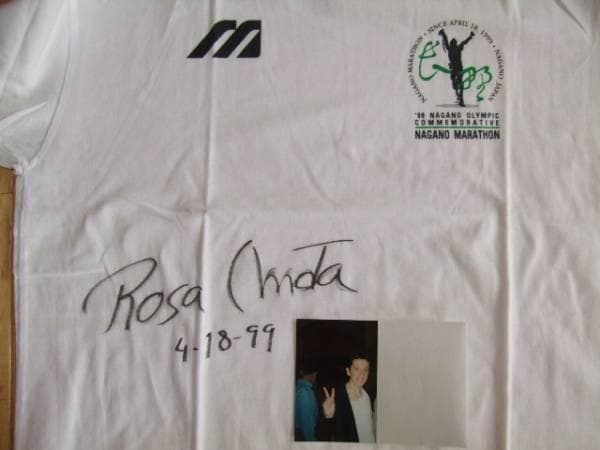 NAGANO MARATHON • SINCE APRIL 18, 1999 • NAGANO JAPAN
'98 NAGANO OLYMPIC
COMMEMORATIVE
NAGANO MARATHON
Rosa Mota
4-18-99